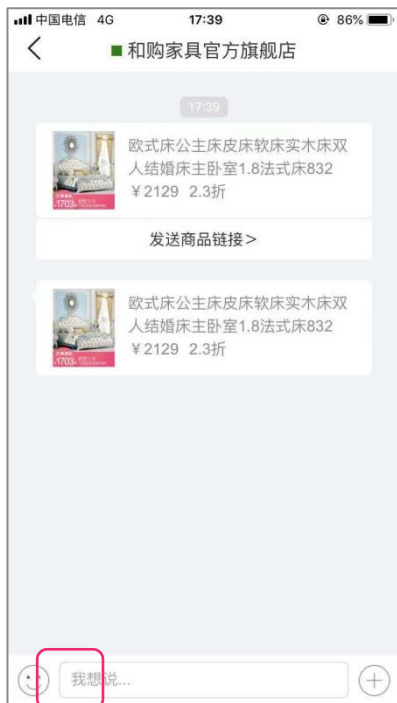 中国电信 4G 17:39 86%
和购家具官方旗舰店
17:39
欧式床公主床皮床软床实木床双
人结婚床主卧室1.8法式床832
￥2129 2.3折
1703
发送商品链接>
欧式床公主床皮床软床实木床双
人结婚床主卧室1.8法式床832
￥2129 2.3折
1703
我想说...